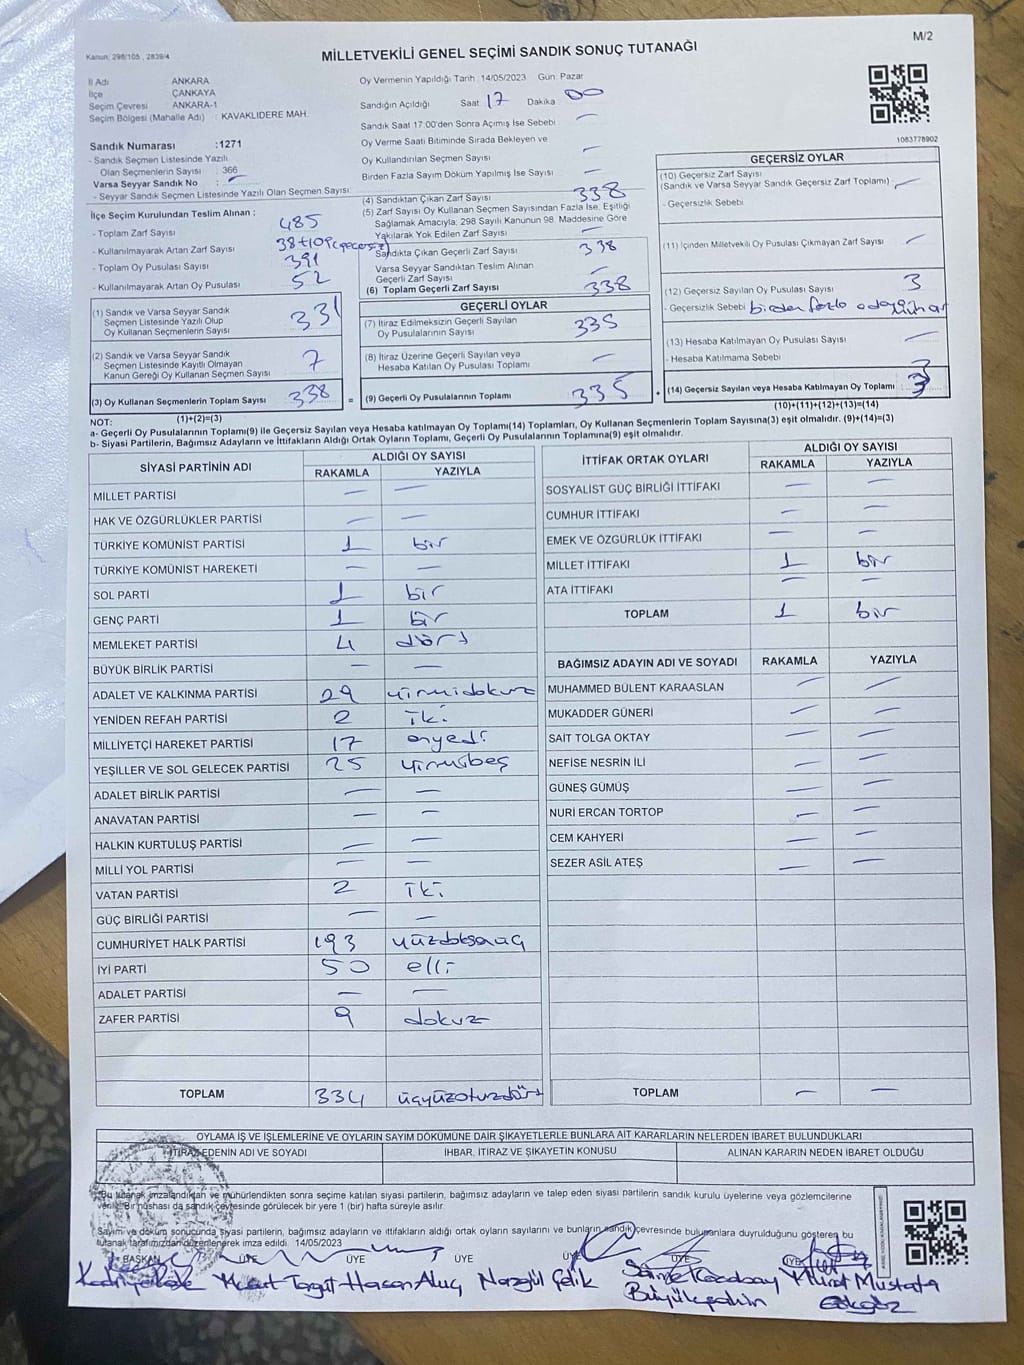 M/2
Kanun: 298/105 , 2839/4
MİLLETVEKİLİ GENEL SEÇİMİ SANDIK SONUÇ TUTANAĞI
İl Adı ANKARA
İlçe ÇANKAYA
Seçim Çevresi ANKARA-1
Seçim Bölgesi (Mahalle Adı) : KAVAKLIDERE MAH.
Sandık Numarası :1271
- Sandık Seçmen Listesinde Yazılı
Olan Seçmenlerin Sayısı : 366
Varsa Seyyar Sandık No : –
- Seyyar Sandık Seçmen Listesinde Yazılı Olan Seçmen Sayısı:
İlçe Seçim Kurulundan Teslim Alınan :
- Toplam Zarf Sayısı 485
- Kullanılmayarak Artan Zarf Sayısı 38+109(geçersiz)
- Toplam Oy Pusulası Sayısı 391
- Kullanılmayarak Artan Oy Pusulası 52
(1) Sandık ve Varsa Seyyar Sandık
Seçmen Listesinde Yazılı Olup
Oy Kullanan Seçmenlerin Sayısı 331
(2) Sandık ve Varsa Seyyar Sandık
Seçmen Listesinde Kayıtlı Olmayan
Kanun Gereği Oy Kullanan Seçmen Sayısı 7
(3) Oy Kullanan Seçmenlerin Toplam Sayısı 338 =
(1)+(2)=(3)
Oy Vermenin Yapıldığı Tarih :14/05/2023 Gün: Pazar
Sandığın Açıldığı Saat 17 Dakika 00
Sandık Saat 17:00'den Sonra Açmış İse Sebebi –
Oy Verme Saati Bitiminde Sırada Bekleyen ve
Oy Kullandırılan Seçmen Sayısı –
Birden Fazla Sayım Döküm Yapılmış İse Sayısı –
(4) Sandıktan Çıkan Zarf Sayısı 338
(5) Zarf Sayısı Oy Kullanan Seçmen Sayısından Fazla İse; Eşitliği
Sağlamak Amacıyla; 298 Sayılı Kanunun 98. Maddesine Göre
Yakılarak Yok Edilen Zarf Sayısı –
Sandıkta Çıkan Geçerli Zarf Sayısı 338
Varsa Seyyar Sandıktan Teslim Alınan
Geçerli Zarf Sayısı –
(6) Toplam Geçerli Zarf Sayısı 338
GEÇERLİ OYLAR
(7) İtiraz Edilmeksizin Geçerli Sayılan
Oy Pusulalarının Sayısı 335
(8) İtiraz Üzerine Geçerli Sayılan veya
Hesaba Katılan Oy Pusulası Toplamı –
(9) Geçerli Oy Pusulalarının Toplamı 335 +
1083778902
GEÇERSİZ OYLAR
(10) Geçersiz Zarf Sayısı
(Sandık ve Varsa Seyyar Sandık Geçersiz Zarf Toplamı) –
- Geçersizlik Sebebi
(11) İçinden Milletvekili Oy Pusulası Çıkmayan Zarf Sayısı –
(12) Geçersiz Sayılan Oy Pusulası Sayısı 3
- Geçersizlik Sebebi birden fazla oda
(13) Hesaba Katılmayan Oy Pusulası Sayısı –
- Hesaba Katılmama Sebebi
(14) Geçersiz Sayılan veya Hesaba Katılmayan Oy Toplamı 3
(10)+(11)+(12)+(13)=(14)
NOT:
a- Geçerli Oy Pusulalarının Toplamı(9) ile Geçersiz Sayılan veya Hesaba katılmayan Oy Toplamı(14) Toplamları, Oy Kullanan Seçmenlerin Toplam Sayısına(3) eşit olmalıdır. (9)+(14)=(3)
b- Siyasi Partilerin, Bağımsız Adayların ve İttifakların Aldığı Ortak Oyların Toplamı, Geçerli Oy Pusulalarının Toplamına(9) eşit olmalıdır.
SİYASİ PARTİNİN ADI ALDIĞI OY SAYISI
RAKAMLA YAZIYLA
MİLLET PARTİSİ – –
HAK VE ÖZGÜRLÜKLER PARTİSİ – –
TÜRKİYE KOMÜNİST PARTİSİ 1 bir
TÜRKİYE KOMÜNİST HAREKETİ – –
SOL PARTİ 1 bir
GENÇ PARTİ 1 bir
MEMLEKET PARTİSİ 4 dört
BÜYÜK BİRLİK PARTİSİ – –
ADALET VE KALKINMA PARTİSİ 29 yirmidokuz
YENİDEN REFAH PARTİSİ 2 iki
MİLLİYETÇİ HAREKET PARTİSİ 17 onyedi
YEŞİLLER VE SOL GELECEK PARTİSİ 25 yirmibeş
ADALET BİRLİK PARTİSİ – –
ANAVATAN PARTİSİ – –
HALKIN KURTULUŞ PARTİSİ – –
MİLLİ YOL PARTİSİ – –
VATAN PARTİSİ 2 iki
GÜÇ BİRLİĞİ PARTİSİ – –
CUMHURİYET HALK PARTİSİ 193 yüzdoksanüç
İYİ PARTİ 50 elli
ADALET PARTİSİ – –
ZAFER PARTİSİ 9 dokuz
TOPLAM 334 üçyüzotuzdört
İTTİFAK ORTAK OYLARI ALDIĞI OY SAYISI
RAKAMLA YAZIYLA
SOSYALİST GÜÇ BİRLİĞİ İTTİFAKI – –
CUMHUR İTTİFAKI – –
EMEK VE ÖZGÜRLÜK İTTİFAKI – –
MİLLET İTTİFAKI 1 bir
ATA İTTİFAKI – –
TOPLAM 1 bir
BAĞIMSIZ ADAYIN ADI VE SOYADI RAKAMLA YAZIYLA
MUHAMMED BÜLENT KARAASLAN – –
MUKADDER GÜNERİ – –
SAİT TOLGA OKTAY – –
NEFİSE NESRİN İLİ – –
GÜNEŞ GÜMÜŞ – –
NURİ ERCAN TORTOP – –
CEM KAHYERİ – –
SEZER ASİL ATEŞ – –
TOPLAM – –
OYLAMA İŞ VE İŞLEMLERİNE VE OYLARIN SAYIM DÖKÜMÜNE DAİR ŞİKAYETLERLE BUNLARA AİT KARARLARIN NELERDEN İBARET BULUNDUKLARI
İTİRAZ EDENİN ADI VE SOYADI İHBAR, İTİRAZ VE ŞİKAYETİN KONUSU ALINAN KARARIN NEDEN İBARET OLDUĞU
Bu tutanak imzalandıktan ve mühürlendikten sonra seçime katılan siyasi partilerin, bağımsız adayların ve talep eden siyasi partilerin sandık kurulu üyelerine veya gözlemcilerine
verilir. Bir nüshası da sandık çevresinde görülecek bir yere 1 (bir) hafta süreyle asılır.
Sayım ve döküm sonucunda siyasi partilerin, bağımsız adayların ve ittifakların aldığı ortak oyların sayılarını ve bunların sandık çevresinde bulunanlara duyrulduğunu gösteren bu
tutanak tarafımızdan düzenlenerek imza edildi. 14/05/2023
BAŞKAN ÜYE ÜYE ÜYE ÜYE ÜYE ÜYE
Turgut Hasan Aluç Nazgül Çelik Murat Mustafa
Büyükşahin